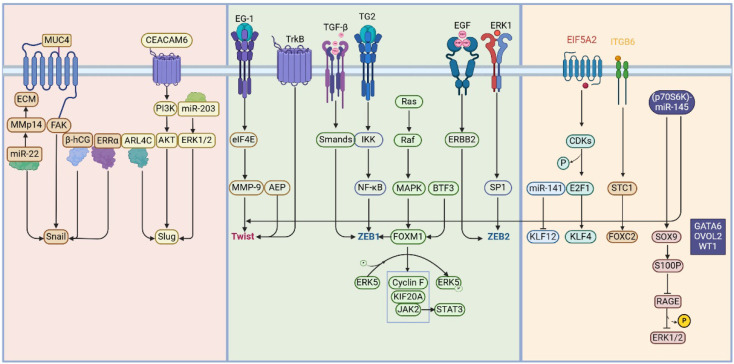 MUC4
CEACAM6
ECM
MMp14
FAK
miR-22
β-hCG
ERRα
ARL4C
PI3K
miR-203
AKT
ERK1/2
Snail
Slug
EG-1
TrkB
TGF-β
TG2
EGF
ERK1
eIF4E
MMP-9
AEP
Twist
Smands
IKK
NF-κB
ZEB1
Ras
Raf
MAPK
BTF3
FOXM1
ERBB2
SP1
ZEB2
ERK5
ERK5
Cyclin F
KIF20A
JAK2
STAT3
EIF5A2
ITGB6
(p70S6K)
miR-145
CDKs
P
miR-141
E2F1
STC1
KLF12
KLF4
FOXC2
SOX9
GATA6
OVOL2
WT1
S100P
RAGE
P
ERK1/2